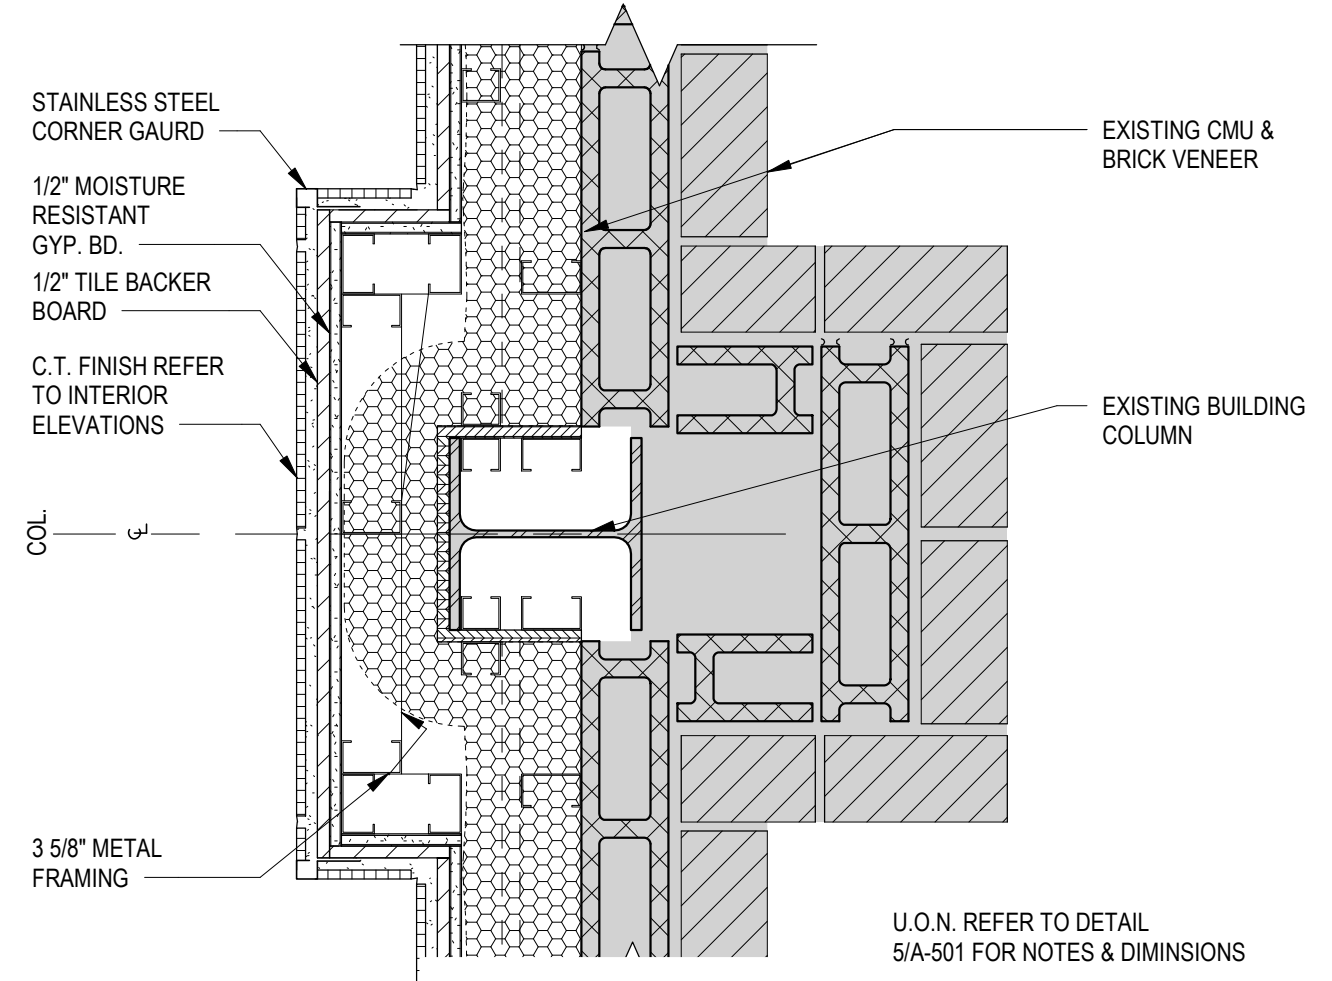 STAINLESS STEEL
CORNER GAURD
1/2" MOISTURE
RESISTANT
GYP. BD.
1/2" TILE BACKER
BOARD
C.T. FINISH REFER
TO INTERIOR
ELEVATIONS
COL.
℄
3 5/8" METAL
FRAMING
EXISTING CMU &
BRICK VENEER
EXISTING BUILDING
COLUMN
U.O.N. REFER TO DETAIL
5/A-501 FOR NOTES & DIMINSIONS